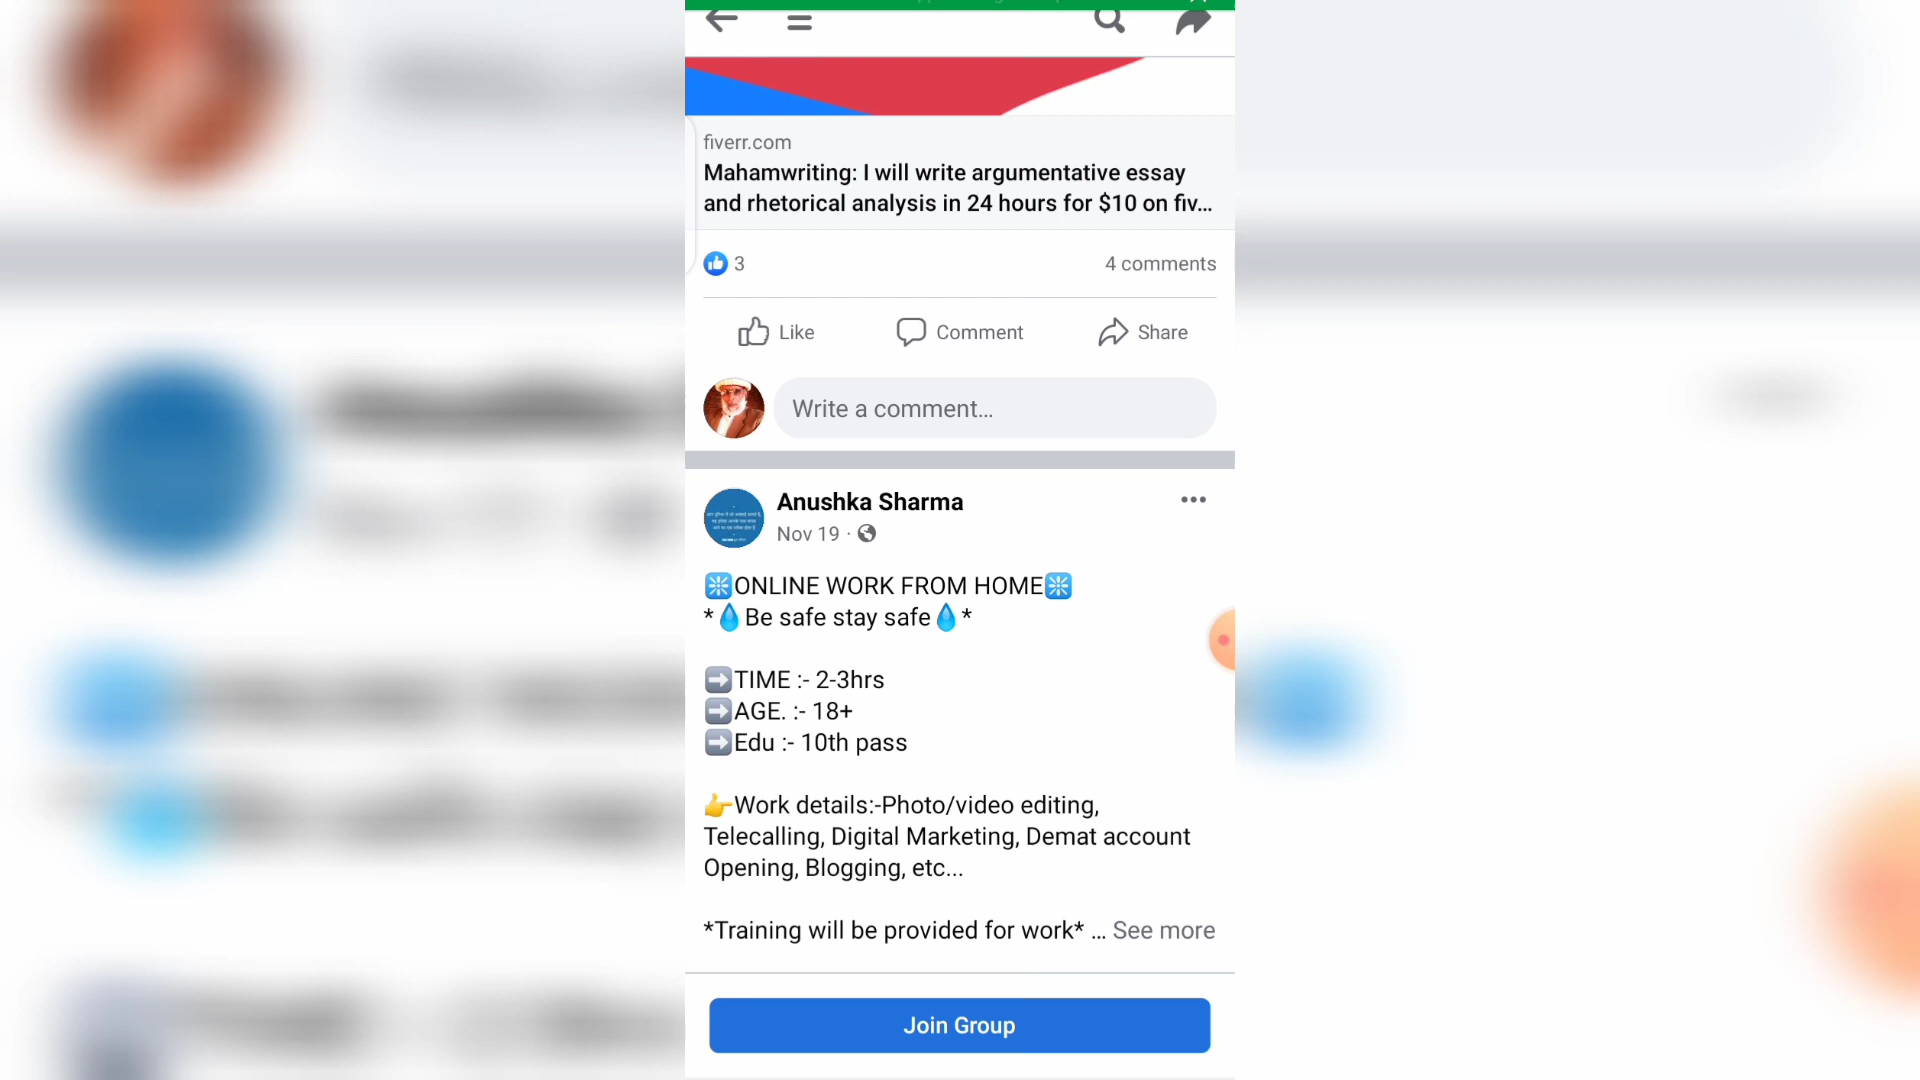 fiverr.com
Mahamwriting: I will write argumentative essay
and rhetorical analysis in 24 hours for $10 on fiv...
3
4 comments
Like
Comment
Share
Write a comment...
Anushka Sharma
Nov 19 ·
ONLINE WORK FROM HOME
*💧Be safe stay safe💧*
➡️TIME :- 2-3hrs
➡️AGE. :- 18+
➡️Edu :- 10th pass
👉Work details:-Photo/video editing,
Telecalling, Digital Marketing, Demat account
Opening, Blogging, etc...
*Training will be provided for work* ... See more
Join Group